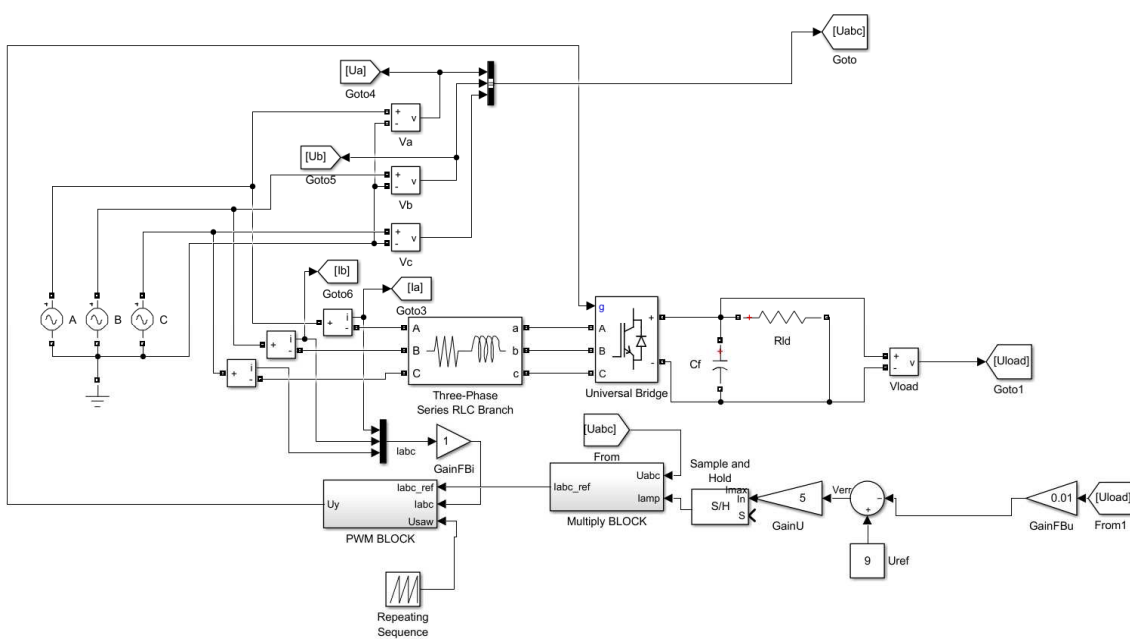 [Uabc]
Goto
[Ua]
Goto4
+
-
v
Va
[Ub]
Goto5
+
-
v
Vb
+
-
v
Vc
[Ib]
Goto6
[Ia]
Goto3
A
B
C
+
i
-
+
i
-
+
i
-
A
B
C
a
b
c
Three-Phase
Series RLC Branch
g
A
B
C
+
-
Universal Bridge
+
Cf
+
Rld
+
-
v
Vload
[Uload]
Goto1
Iabc
1
GainFBi
[Uabc]
From
Uabc
Iamp
Iabc_ref
Multiply BLOCK
Sample and
Hold
Imax
In
S/H
S
5
GainU
Verr
-
+
9
Uref
0.01
GainFBu
[Uload]
From1
Uy
Iabc_ref
Iabc
Usaw
PWM BLOCK
Repeating
Sequence